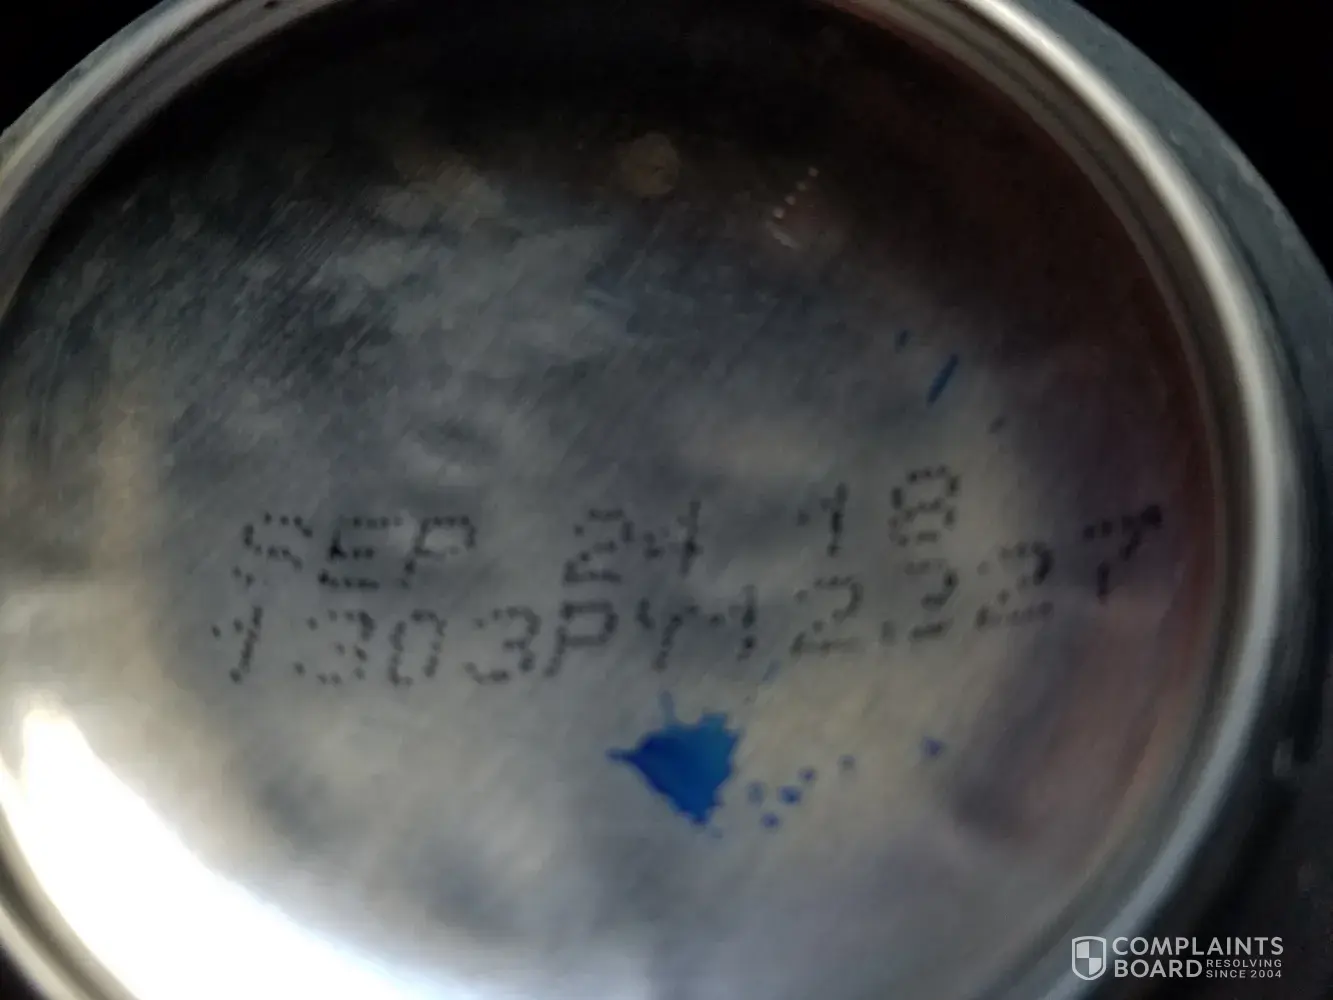 SEP 24 18
1303PY12227
COMPLAINTS
BOARD RESOLVING
SINCE 2004